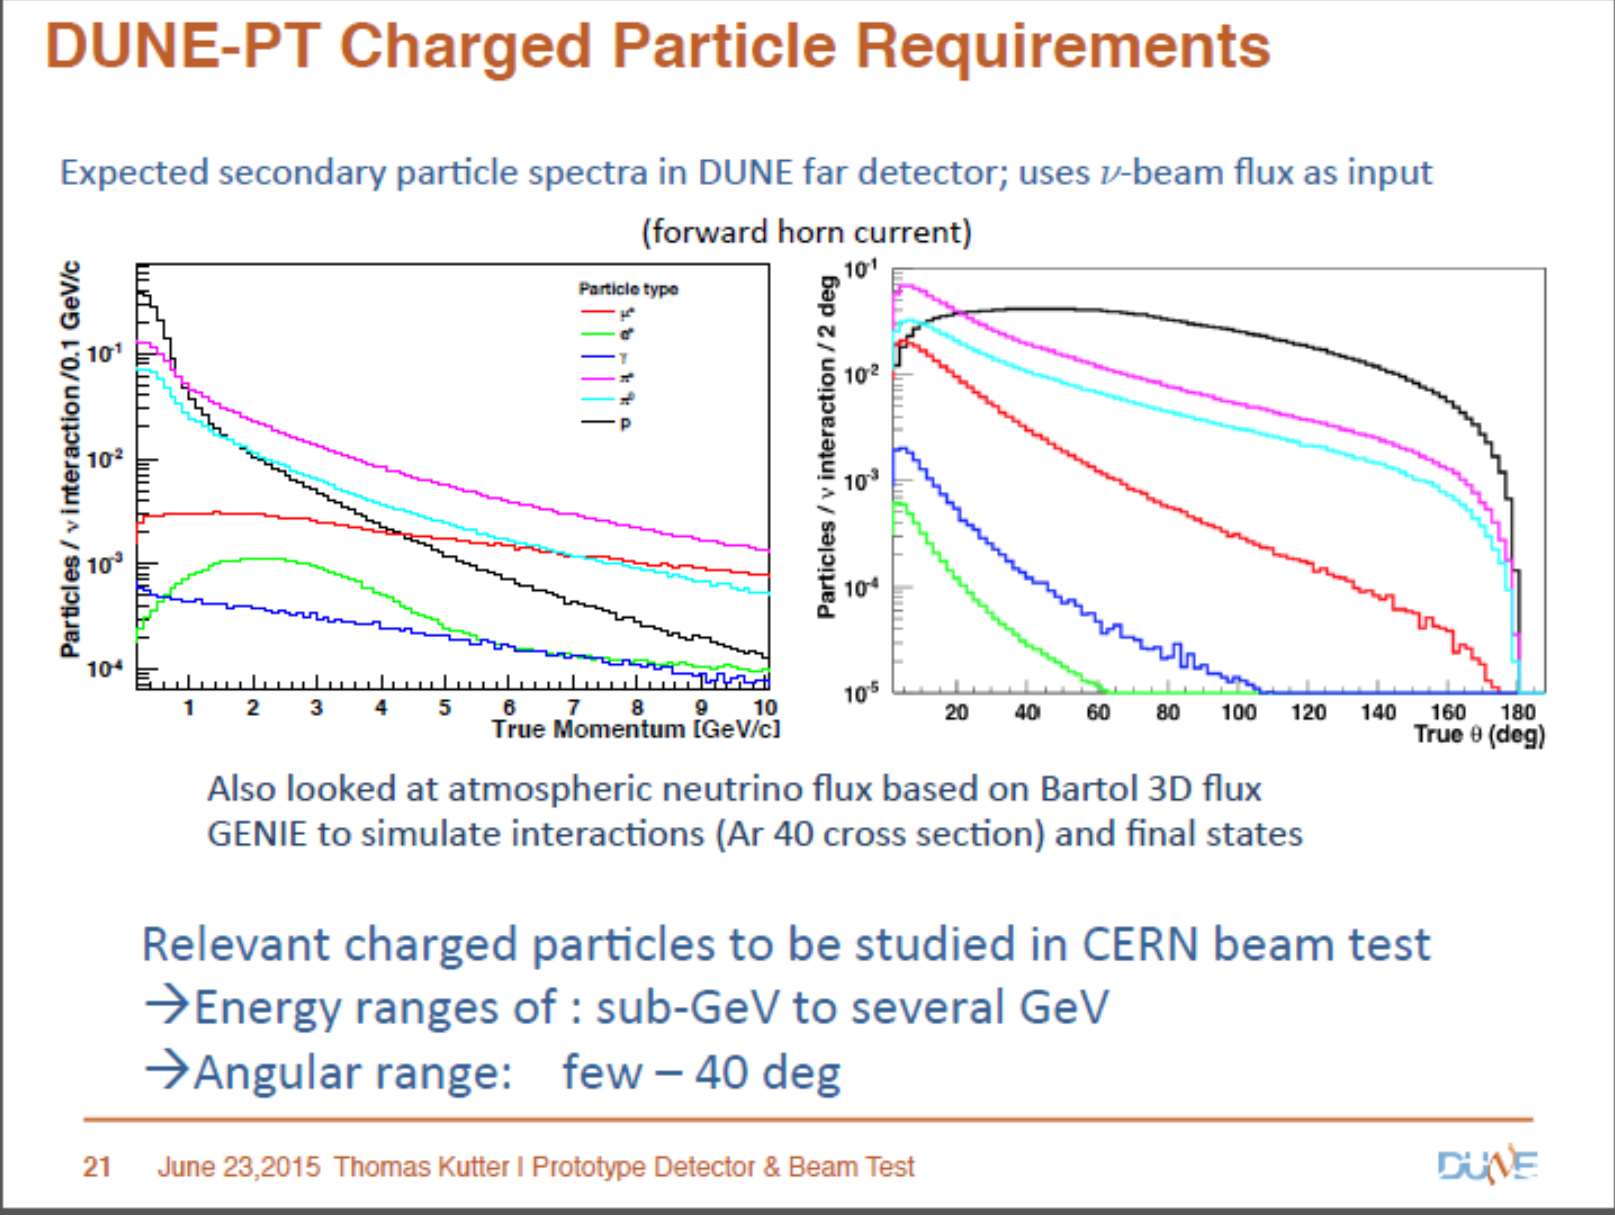 DUNE-PT Charged Particle Requirements
Expected secondary particle spectra in DUNE far detector; uses ν-beam flux as input
(forward horn current)
Particles / ν interaction /0.1 GeV/c
10⁻¹
10⁻²
10⁻³
10⁻⁴
Particle type
p
1 2 3 4 5 6 7 8 9 10
True Momentum [GeV/c]
Particles / ν interaction / 2 deg
10⁻¹
10⁻²
10⁻³
10⁻⁴
10⁻⁵
20 40 60 80 100 120 140 160 180
True θ (deg)
Also looked at atmospheric neutrino flux based on Bartol 3D flux
GENIE to simulate interactions (Ar 40 cross section) and final states
Relevant charged particles to be studied in CERN beam test
→Energy ranges of : sub-GeV to several GeV
→Angular range: few – 40 deg
21 June 23,2015 Thomas Kutter I Prototype Detector & Beam Test
DUNE